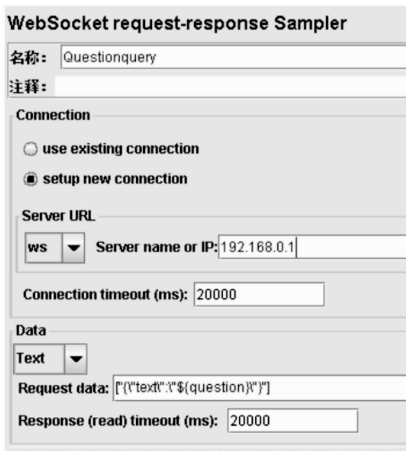 WebSocket request-response Sampler
名称： Questionquery
注释：
Connection
use existing connection
setup new connection
Server URL
ws Server name or IP: 192.168.0.1
Connection timeout (ms): 20000
Data
Text
Request data: ["{\"text\":\"${question}\"}"]
Response (read) timeout (ms): 20000